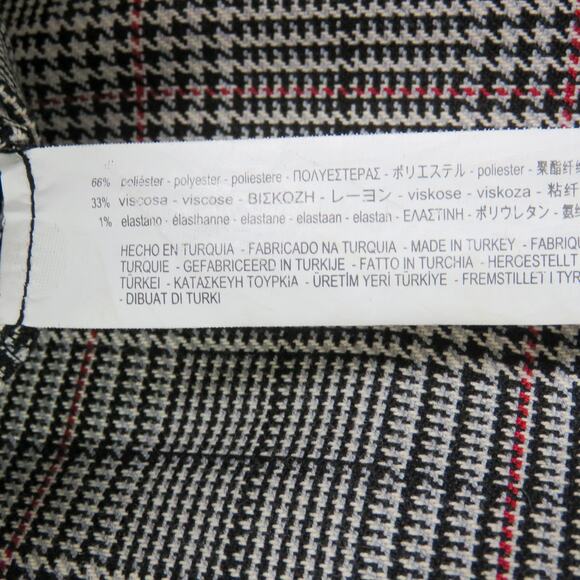 66% poliéster - polyester - poliestere - ΠΟΛΥΕΣΤΕΡΑΣ - ポリエステル - poliester - 聚酯纤维
33% viscosa - viscose - ΒΙΣΚΟΖΗ - レーヨン - viskose - viskoza - 粘纤
1% elastano - élasthanne - elastane - elastaan - elastan - ΕΛΑΣΤΙΝΗ - ポリウレタン - 氨纶
HECHO EN TURQUIA - FABRICADO NA TURQUIA - MADE IN TURKEY - FABRIQU
TURQUIE - GEFABRICEERD IN TURKIJE - FATTO IN TURCHIA - HERGESTELLT
TÜRKEI - ΚΑΤΑΣΚΕΥΗ ΤΟΥΡΚΙΑ - ÜRETİM YERİ TÜRKİYE - FREMSTILLET I TYR
- DIBUAT DI TURKI